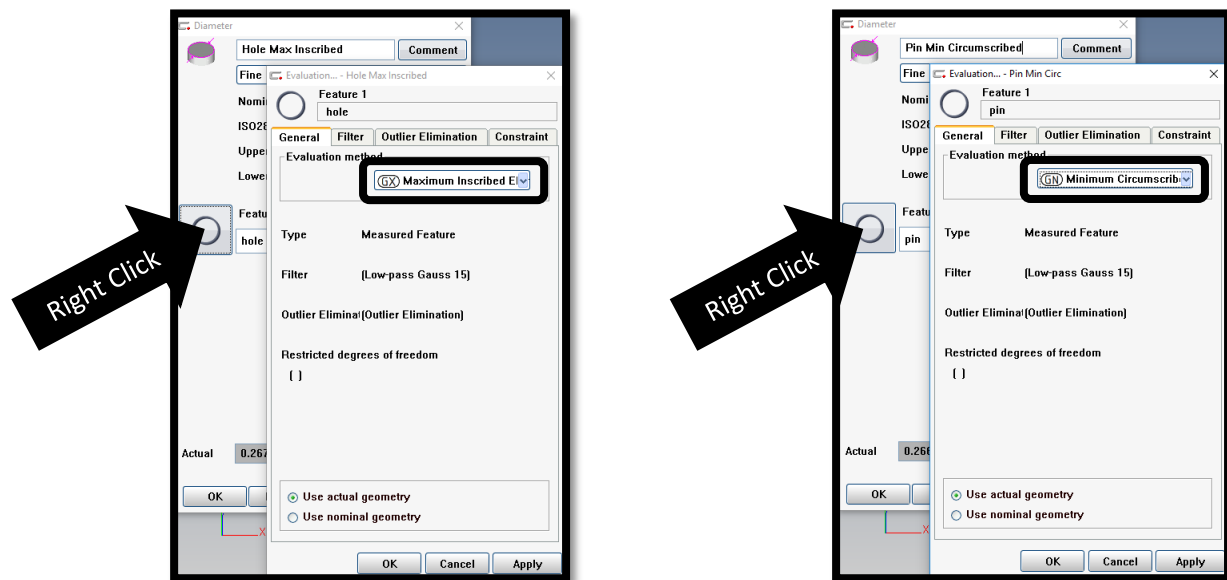 Diameter
Hole Max Inscribed
Comment
Fine
Evaluation... - Hole Max Inscribed
Feature 1
hole
General Filter Outlier Elimination Constraint
Evaluation method
GX Maximum Inscribed El
Type Measured Feature
Filter (Low-pass Gauss 15)
Outlier Eliminat (Outlier Elimination)
Restricted degrees of freedom
( )
Use actual geometry
Use nominal geometry
OK Cancel Apply
Nomi
ISO28
Upper
Lowe
Featu
hole
Actual 0.267
OK
X
Right Click
Diameter
Pin Min Circumscribed
Comment
Fine
Evaluation... - Pin Min Circ
Feature 1
pin
General Filter Outlier Elimination Constraint
Evaluation method
GN Minimum Circumscrib
Type Measured Feature
Filter (Low-pass Gauss 15)
Outlier Eliminat (Outlier Elimination)
Restricted degrees of freedom
( )
Use actual geometry
Use nominal geometry
OK Cancel Apply
Nomi
ISO28
Uppe
Lowe
Featu
pin
Actual 0.266
OK
X
Right Click